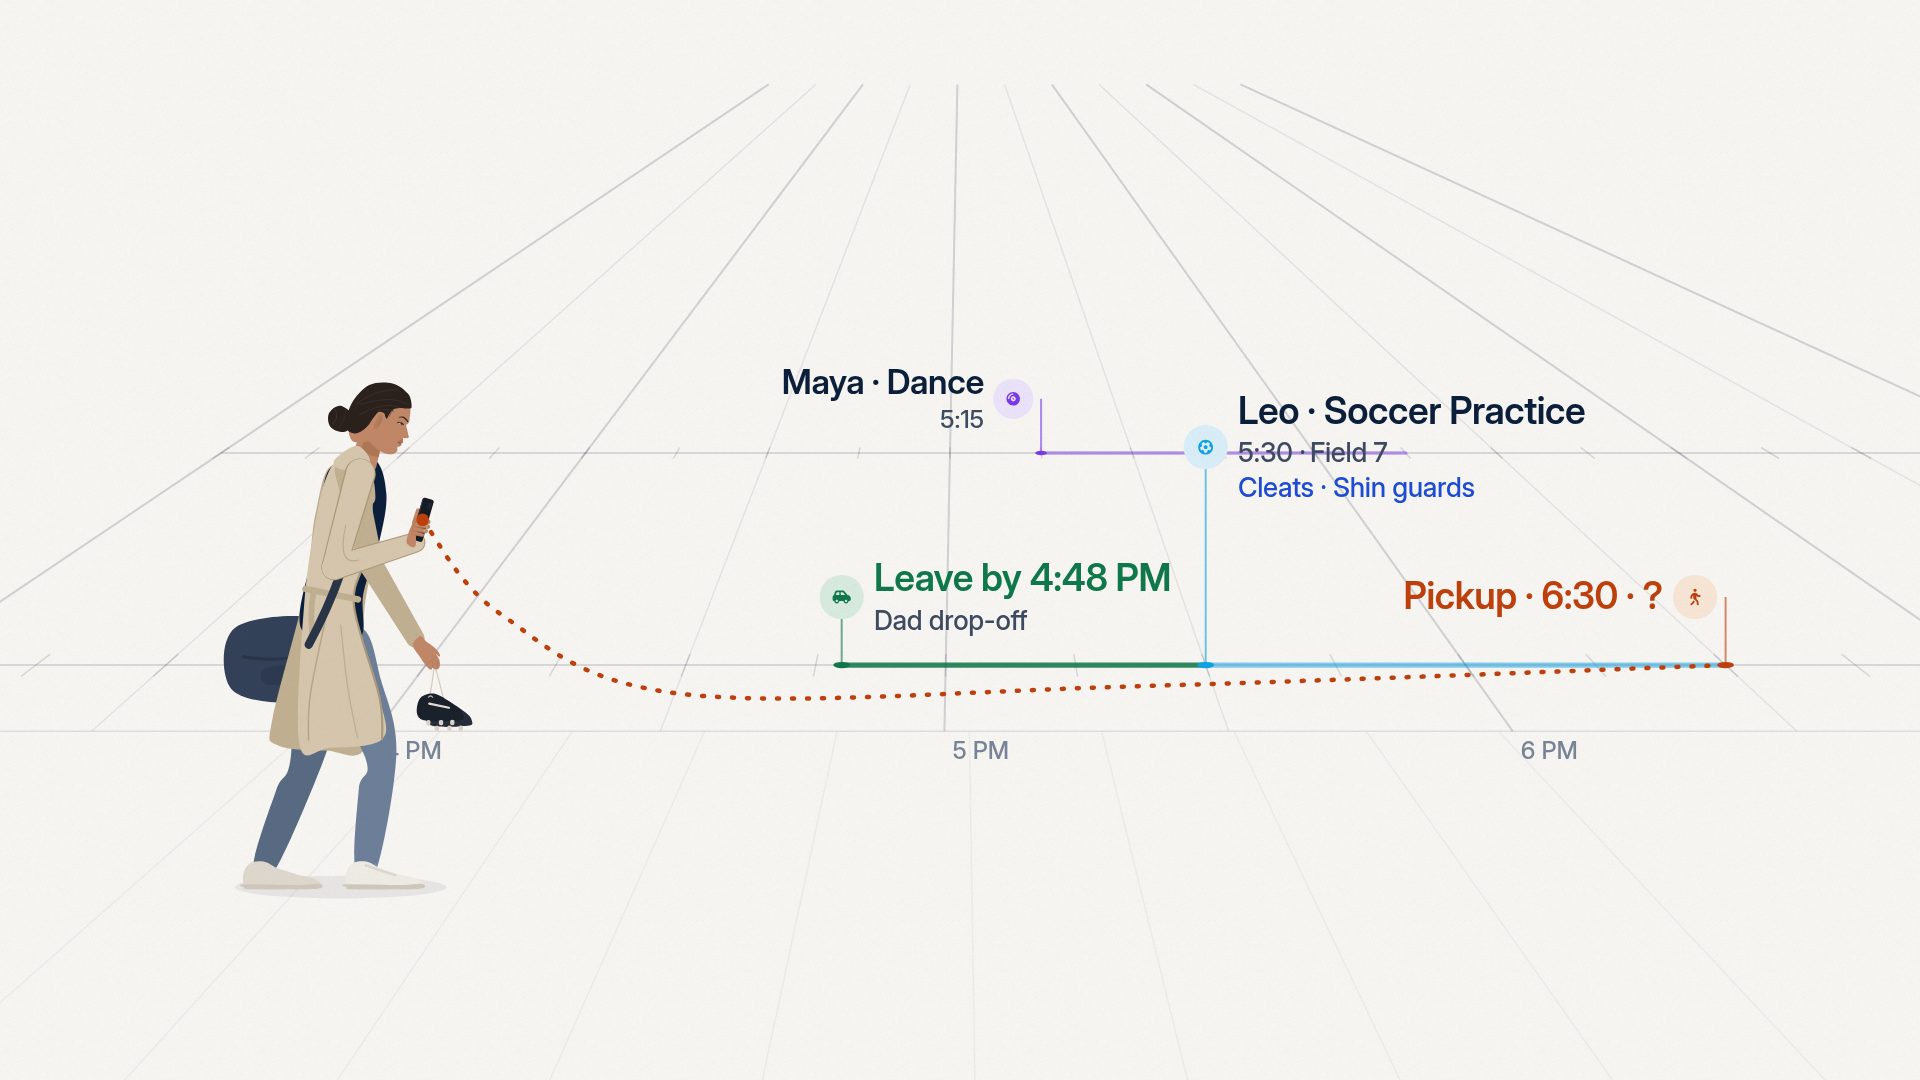 Maya · Dance
5:15
Leo · Soccer Practice
5:30 · Field 7
Cleats · Shin guards
Leave by 4:48 PM
Dad drop-off
Pickup · 6:30 · ?
PM
5 PM
6 PM